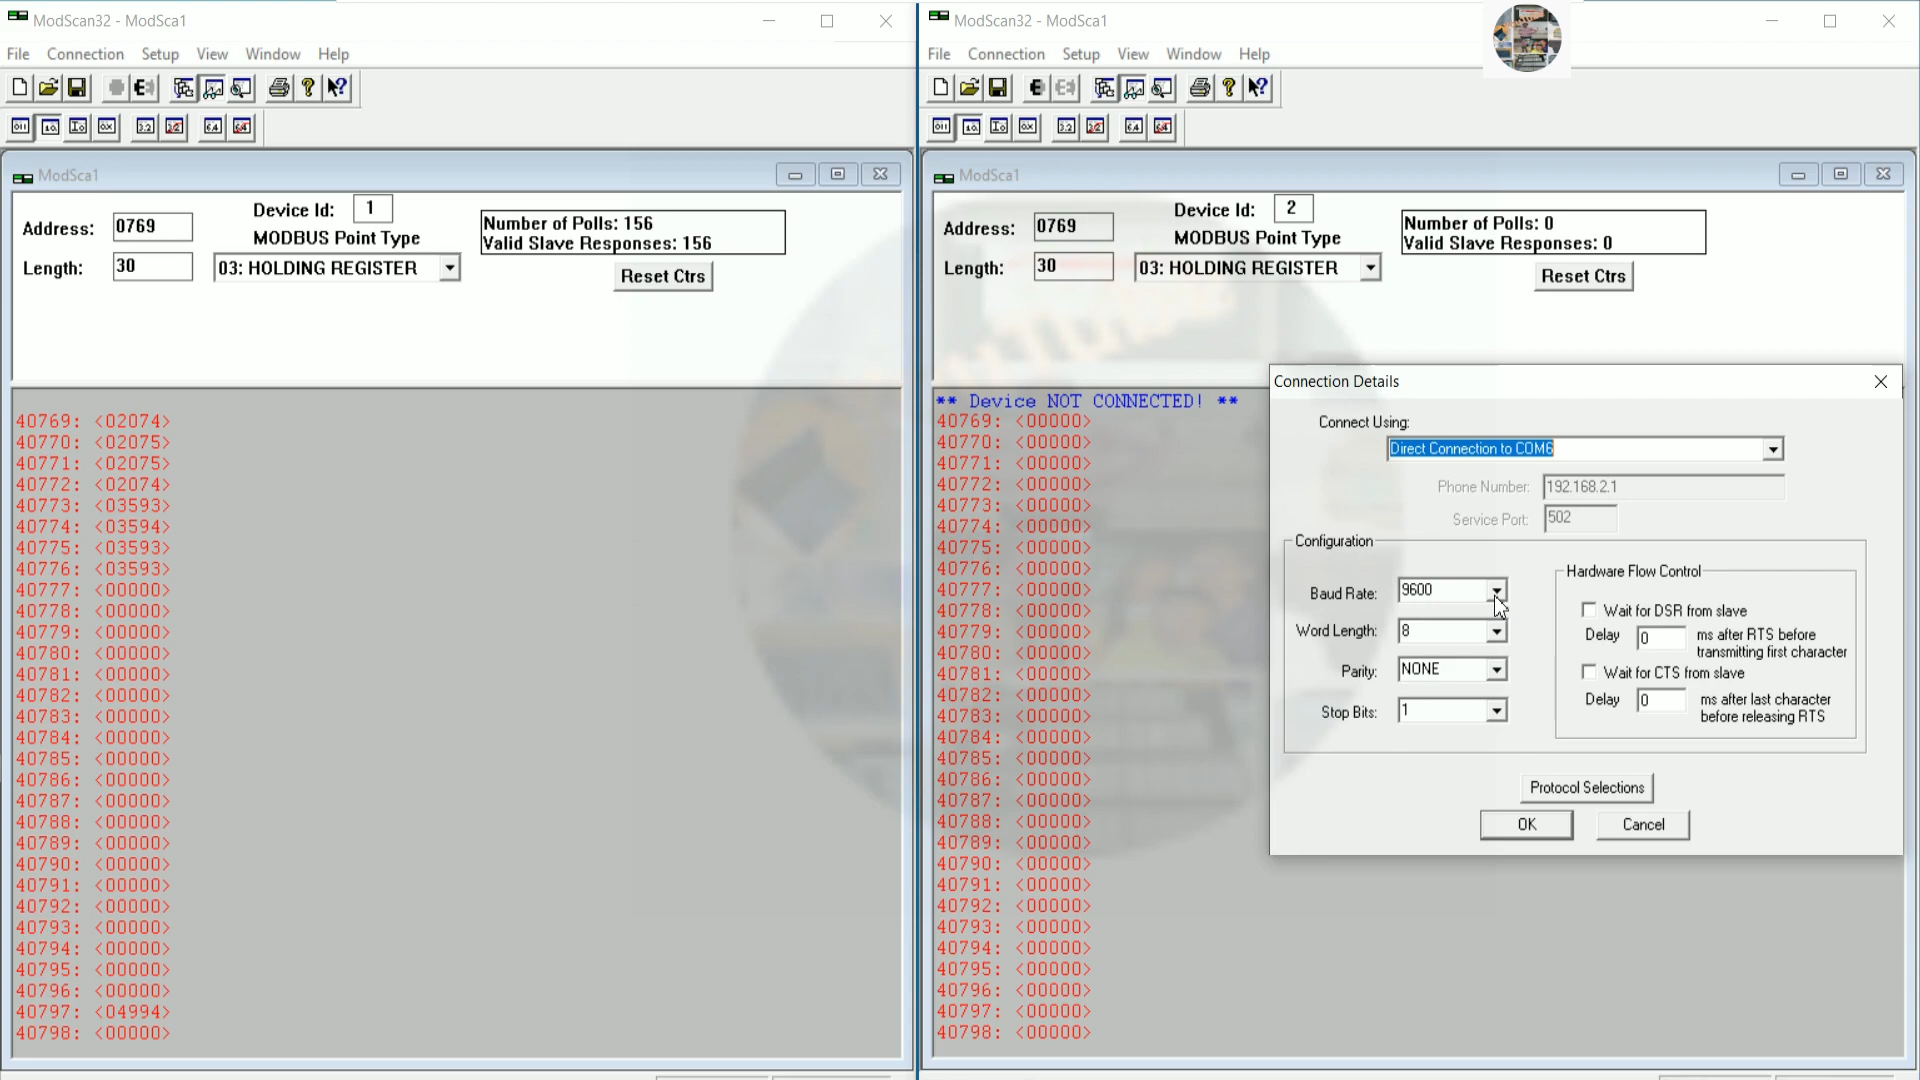 ModScan32 - ModSca1
File Connection Setup View Window Help
ModSca1
Address: 0769
Device Id: 1
MODBUS Point Type
Length: 30
03: HOLDING REGISTER
Number of Polls: 156
Valid Slave Responses: 156
Reset Ctrs
40769: <02074>
40770: <02075>
40771: <02075>
40772: <02074>
40773: <03593>
40774: <03594>
40775: <03593>
40776: <03593>
40777: <00000>
40778: <00000>
40779: <00000>
40780: <00000>
40781: <00000>
40782: <00000>
40783: <00000>
40784: <00000>
40785: <00000>
40786: <00000>
40787: <00000>
40788: <00000>
40789: <00000>
40790: <00000>
40791: <00000>
40792: <00000>
40793: <00000>
40794: <00000>
40795: <00000>
40796: <00000>
40797: <04994>
40798: <00000>
ModScan32 - ModSca1
File Connection Setup View Window Help
ModSca1
Address: 0769
Device Id: 2
MODBUS Point Type
Length: 30
03: HOLDING REGISTER
Number of Polls: 0
Valid Slave Responses: 0
Reset Ctrs
** Device NOT CONNECTED! **
40769: <00000>
40770: <00000>
40771: <00000>
40772: <00000>
40773: <00000>
40774: <00000>
40775: <00000>
40776: <00000>
40777: <00000>
40778: <00000>
40779: <00000>
40780: <00000>
40781: <00000>
40782: <00000>
40783: <00000>
40784: <00000>
40785: <00000>
40786: <00000>
40787: <00000>
40788: <00000>
40789: <00000>
40790: <00000>
40791: <00000>
40792: <00000>
40793: <00000>
40794: <00000>
40795: <00000>
40796: <00000>
40797: <00000>
40798: <00000>
Connection Details
Connect Using:
Direct Connection to COM6
Phone Number: 192.168.2.1
Service Port: 502
Configuration
Baud Rate: 9600
Word Length: 8
Parity: NONE
Stop Bits: 1
Hardware Flow Control
Wait for DSR from slave
Delay 0 ms after RTS before
transmitting first character
Wait for CTS from slave
Delay 0 ms after last character
before releasing RTS
Protocol Selections
OK Cancel